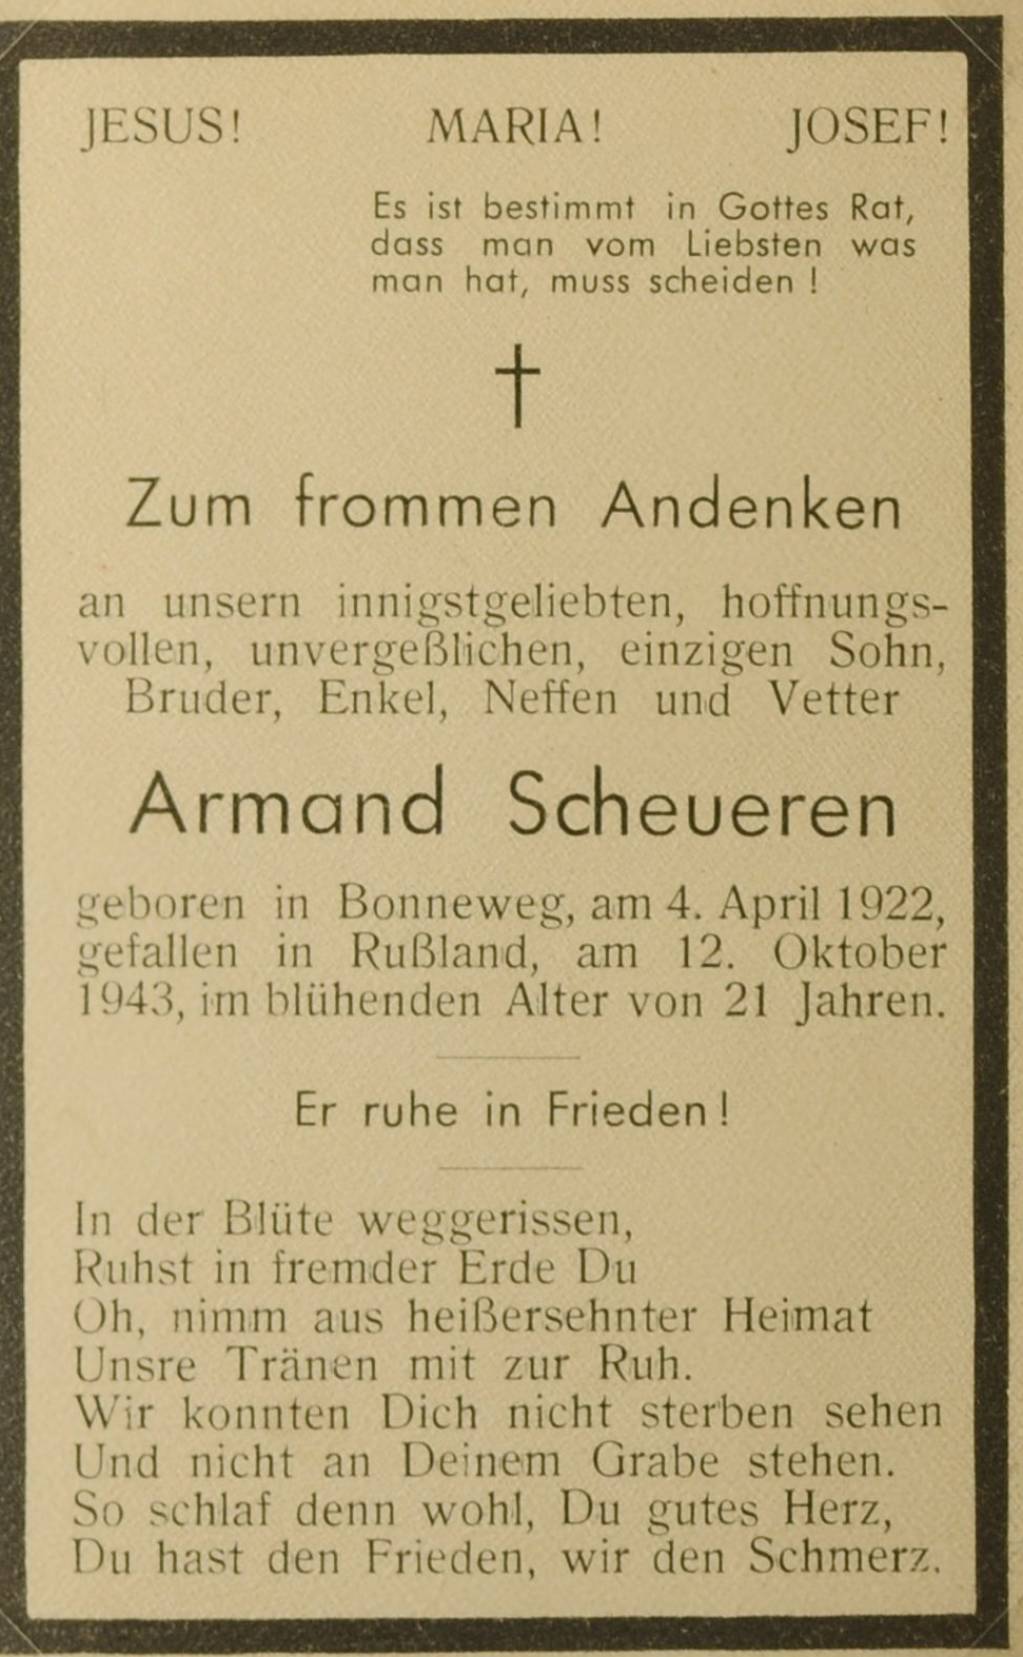 JESUS! MARIA! JOSEF!
Es ist bestimmt in Gottes Rat,
dass man vom Liebsten was
man hat, muss scheiden !
Zum frommen Andenken
an unsern innigstgeliebten, hoffnungs-
vollen, unvergeßlichen, einzigen Sohn,
Bruder, Enkel, Neffen und Vetter
Armand Scheueren
geboren in Bonneweg, am 4. April 1922,
gefallen in Rußland, am 12. Oktober
1943, im blühenden Alter von 21 Jahren.
Er ruhe in Frieden!
In der Blüte weggerissen,
Ruhst in fremder Erde Du
Oh, nimm aus heißersehnter Heimat
Unsre Tränen mit zur Ruh.
Wir konnten Dich nicht sterben sehen
Und nicht an Deinem Grabe stehen.
So schlaf denn wohl, Du gutes Herz,
Du hast den Frieden, wir den Schmerz.